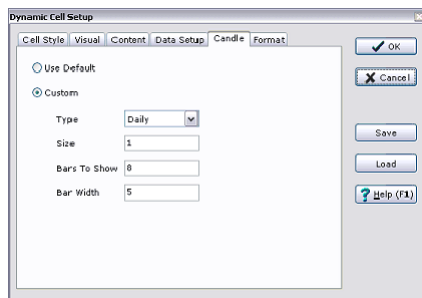 Dynamic Cell Setup
Cell Style Visual Content Data Setup Candle Format
Use Default
Custom
Type Daily
Size 1
Bars To Show 8
Bar Width 5
OK
Cancel
Save
Load
Help (F1)